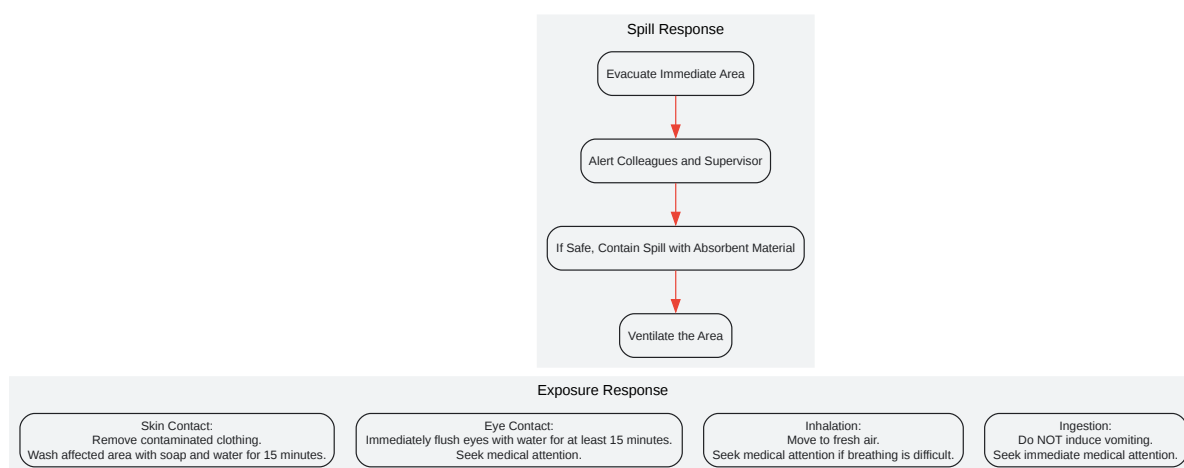 Spill Response
Evacuate Immediate Area
Alert Colleagues and Supervisor
If Safe, Contain Spill with Absorbent Material
Ventilate the Area
Exposure Response
Skin Contact:
Remove contaminated clothing.
Wash affected area with soap and water for 15 minutes.
Eye Contact:
Immediately flush eyes with water for at least 15 minutes.
Seek medical attention.
Inhalation:
Move to fresh air.
Seek medical attention if breathing is difficult.
Ingestion:
Do NOT induce vomiting.
Seek immediate medical attention.